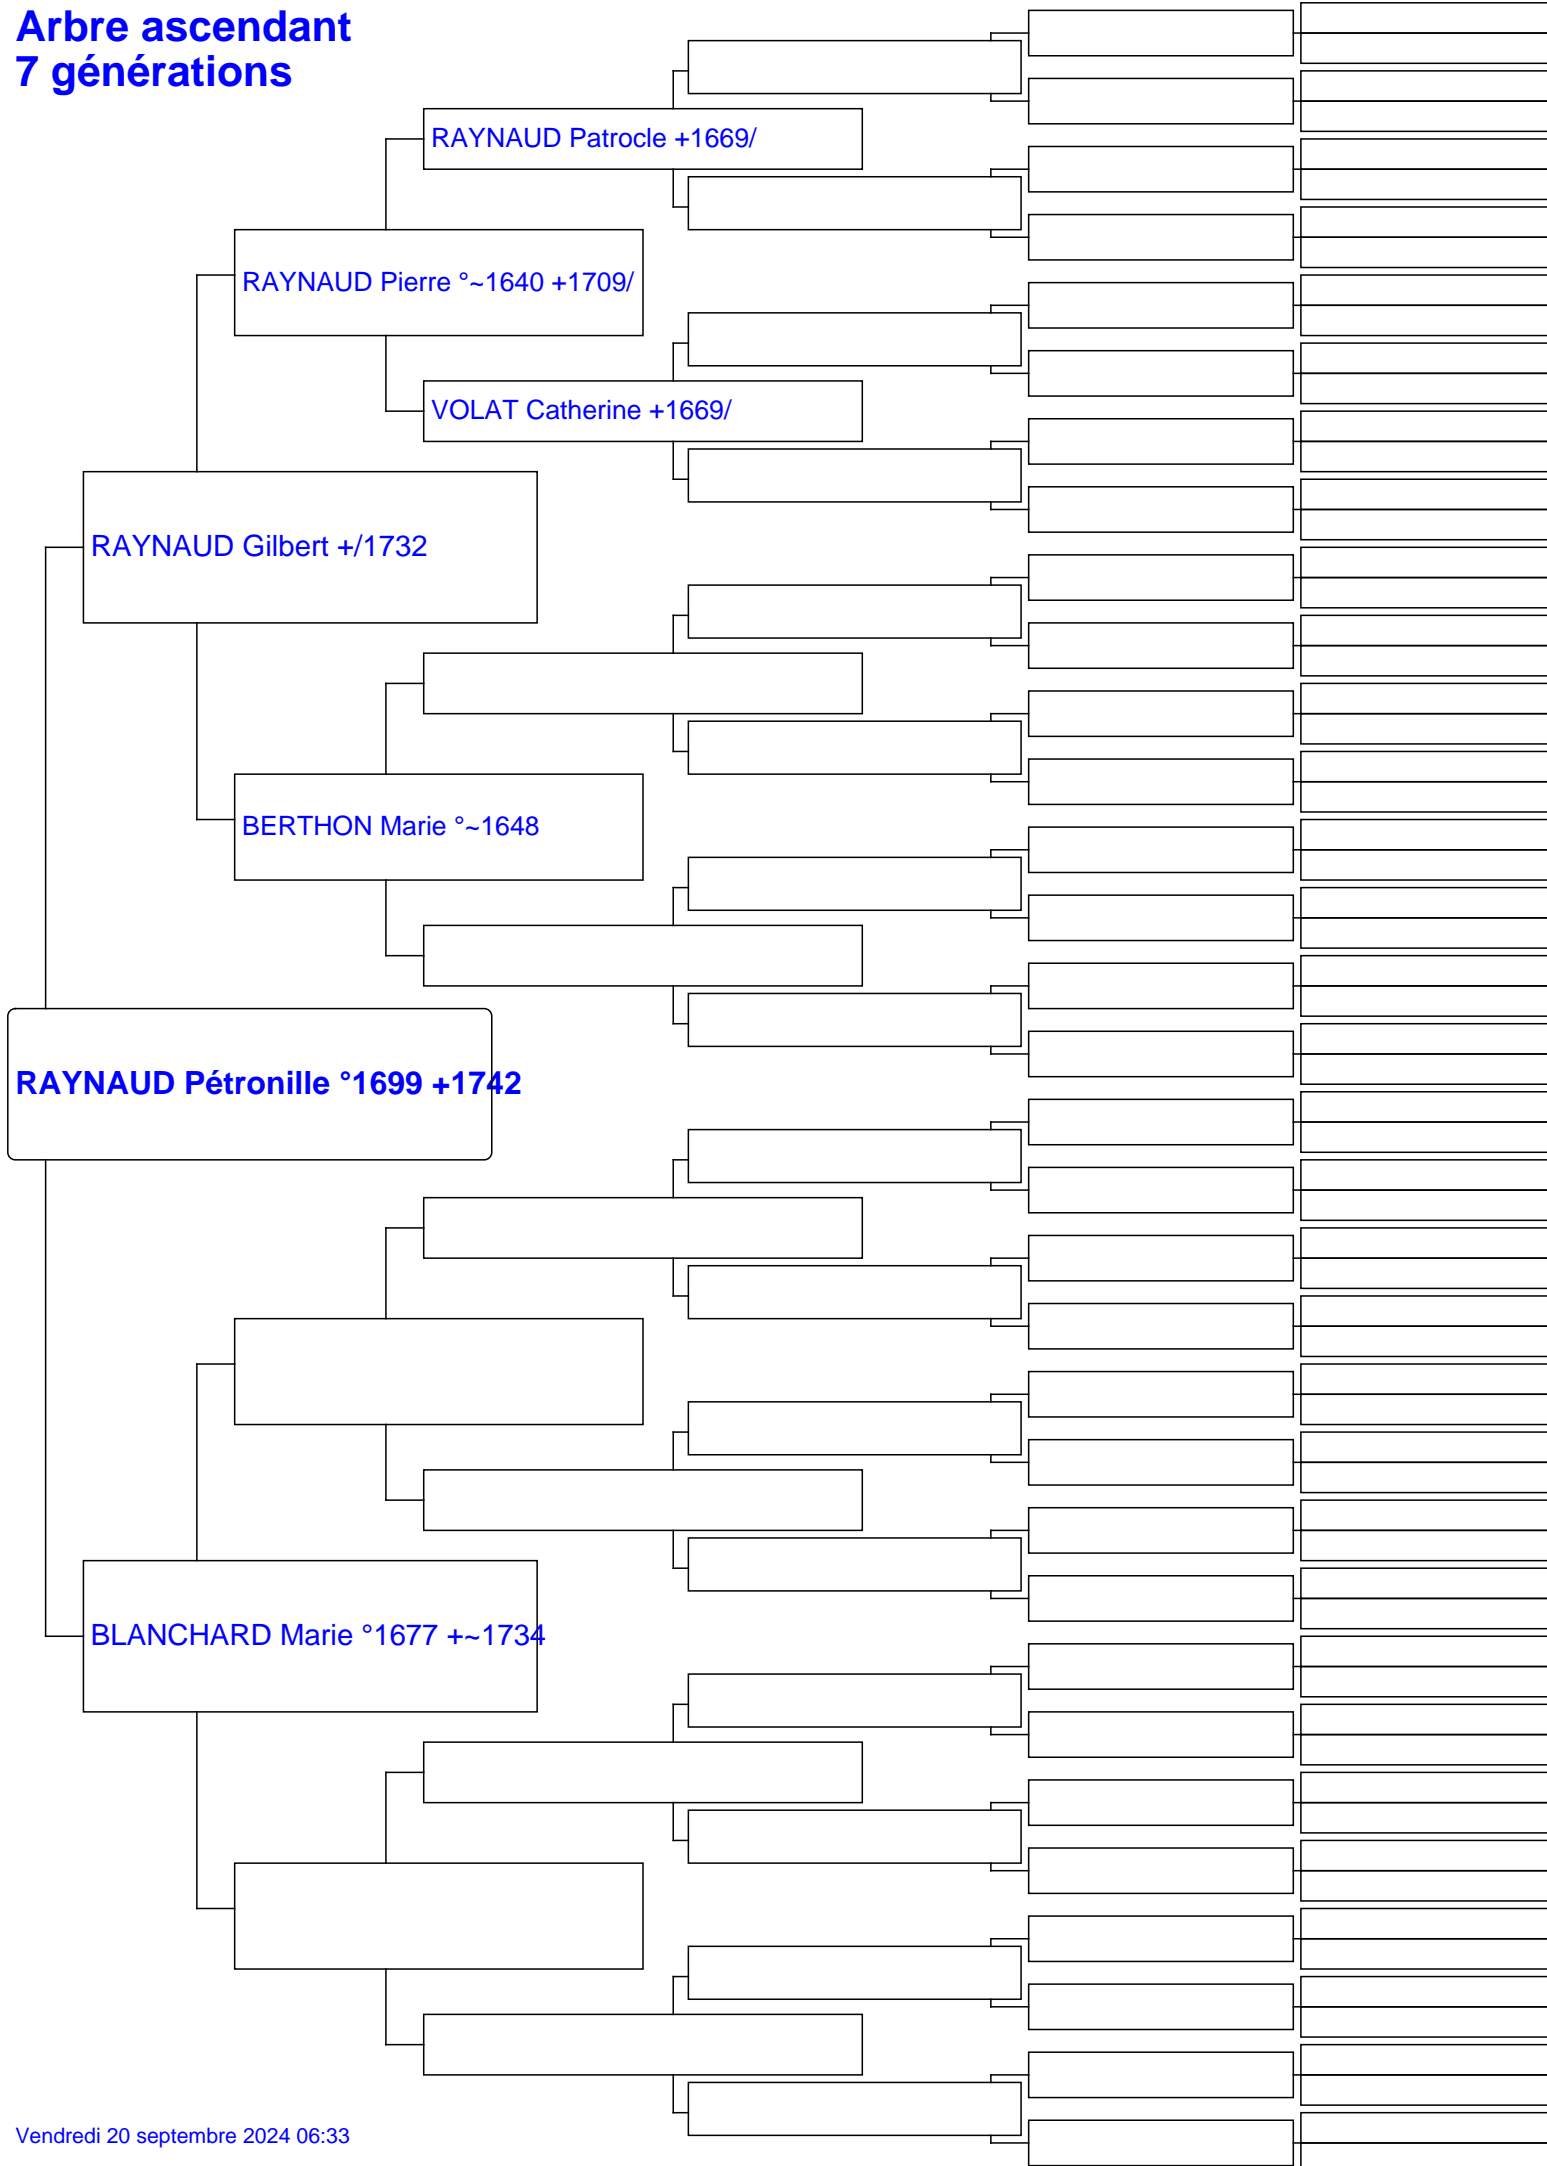 Arbre ascendant
7 générations
RAYNAUD Patrocle +1669/
RAYNAUD Pierre °~1640 +1709/
VOLAT Catherine +1669/
RAYNAUD Gilbert +/1732
BERTHON Marie °~1648
RAYNAUD Pétronille °1699 +1742
BLANCHARD Marie °1677 +~1734
Vendredi 20 septembre 2024 06:33